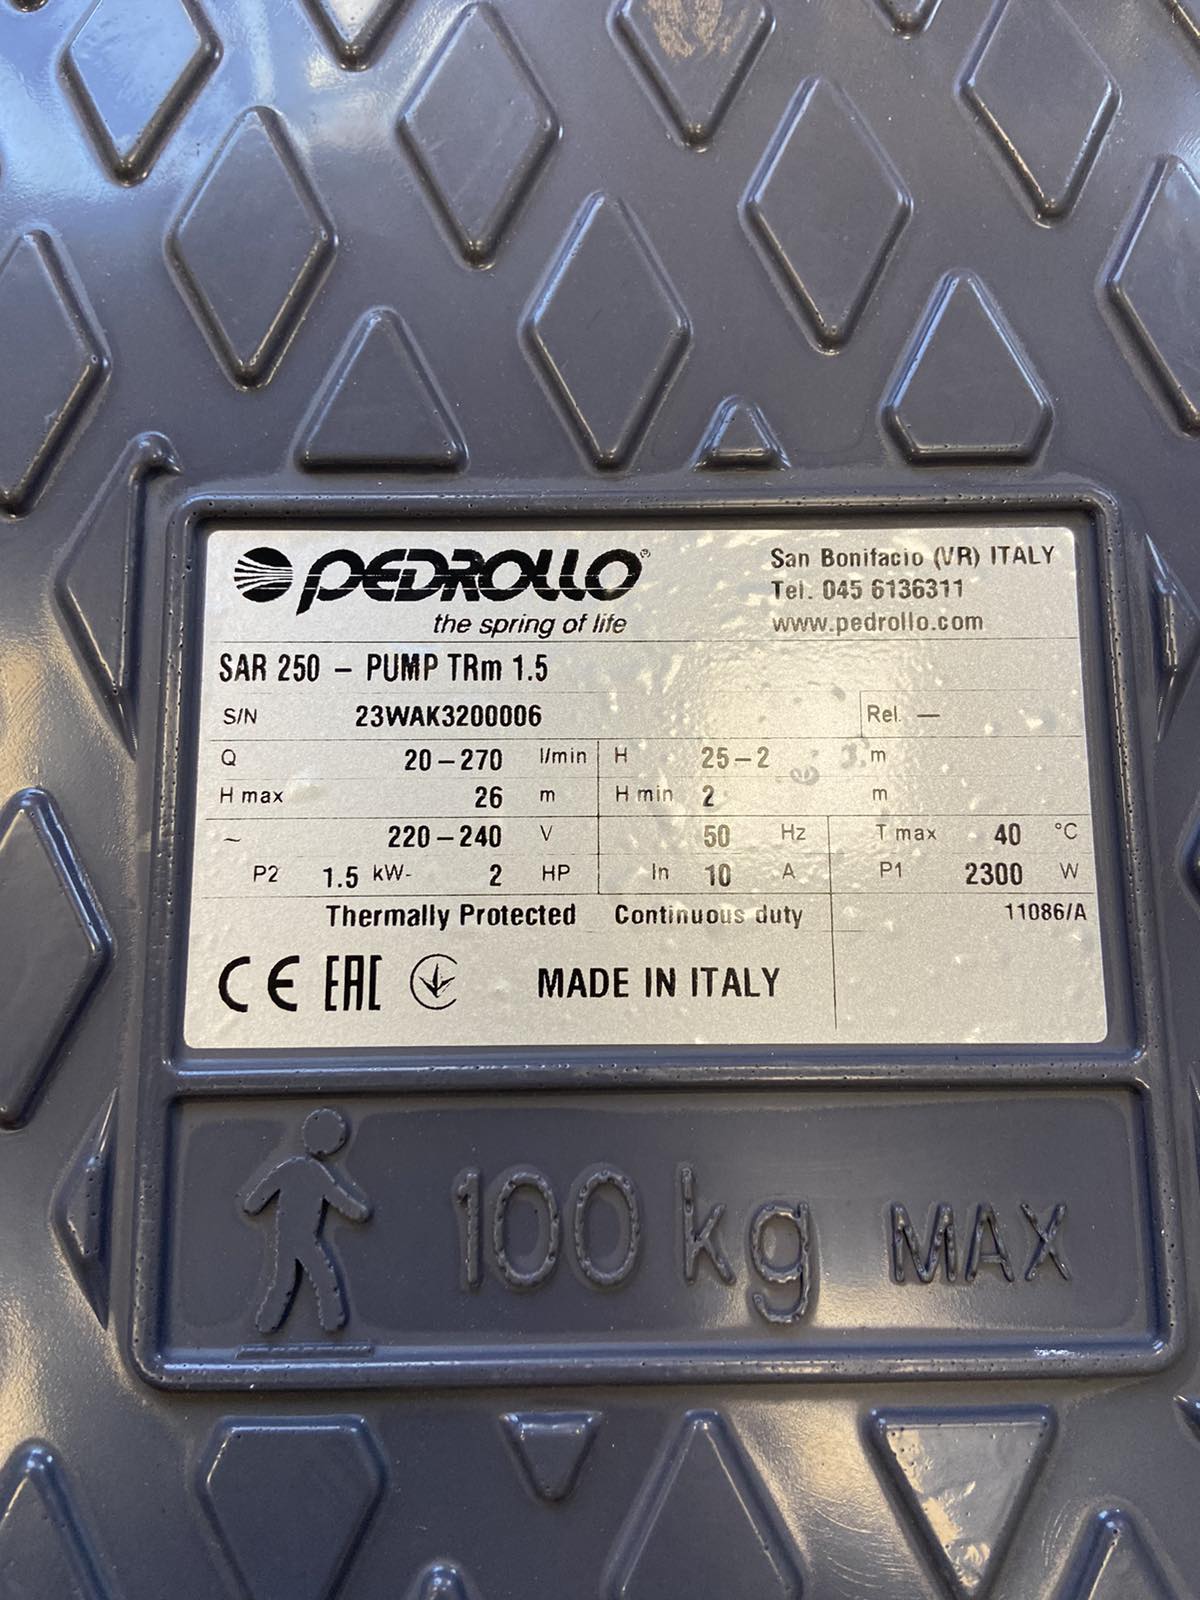 PEDROLLO®
the spring of life
San Bonifacio (VR) ITALY
Tel. 045 6136311
www.pedrollo.com
SAR 250 – PUMP TRm 1.5
S/N 23WAK3200006 Rel. —
Q 20–270 l/min H 25–2 m
H max 26 m H min 2 m
~ 220–240 V 50 Hz T max 40 °C
P2 1.5 kW- 2 HP In 10 A P1 2300 W
Thermally Protected Continuous duty 11086/A
CE EAC MADE IN ITALY
100 kg MAX